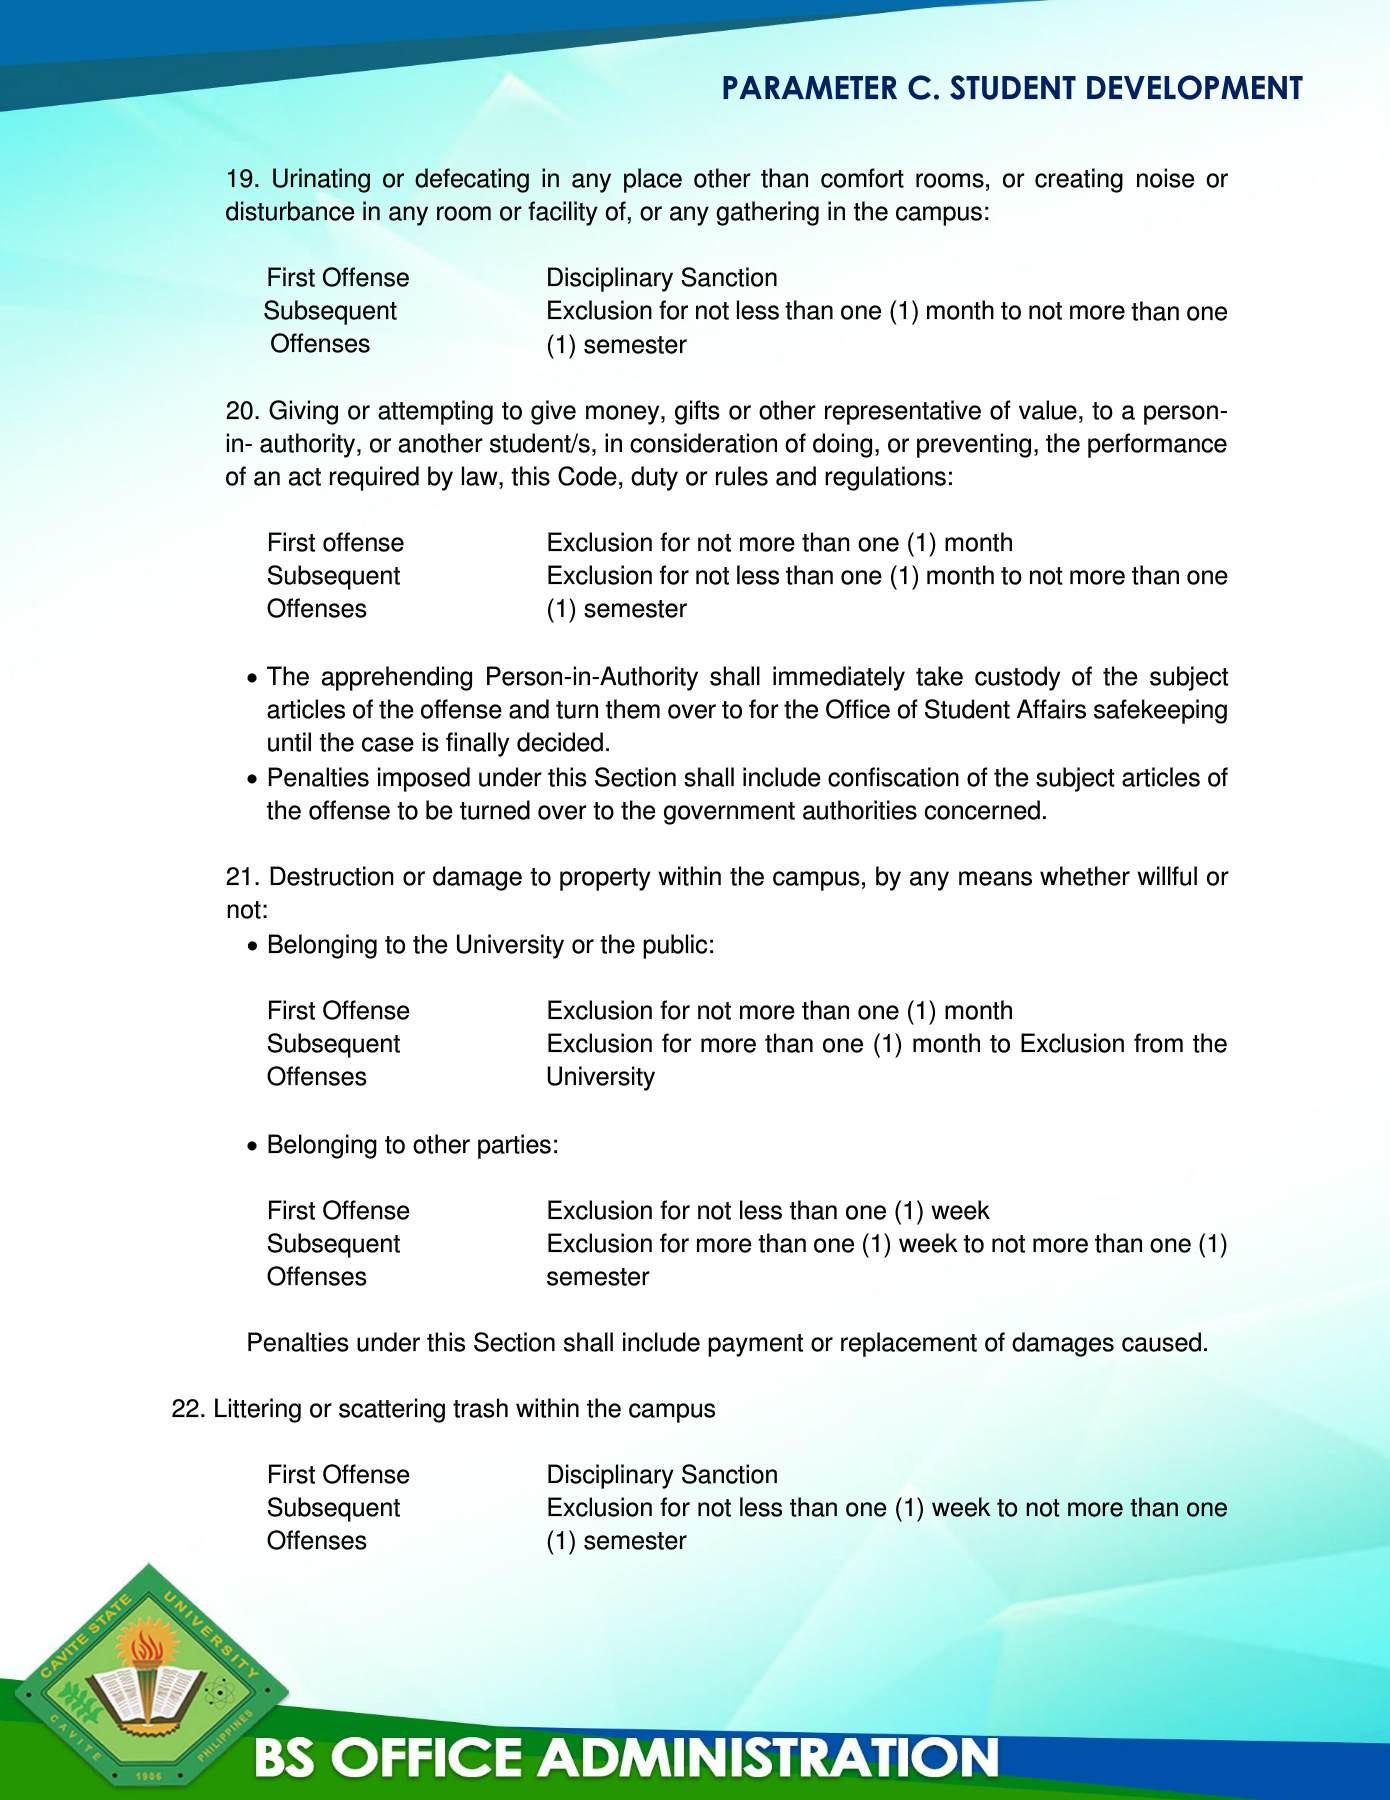 PARAMETER C. STUDENT DEVELOPMENT
19. Urinating or defecating in any place other than comfort rooms, or creating noise or
disturbance in any room or facility of, or any gathering in the campus:
First Offense Disciplinary Sanction
Subsequent Exclusion for not less than one (1) month to not more than one
Offenses (1) semester
20. Giving or attempting to give money, gifts or other representative of value, to a person-
in- authority, or another student/s, in consideration of doing, or preventing, the performance
of an act required by law, this Code, duty or rules and regulations:
First offense Exclusion for not more than one (1) month
Subsequent Exclusion for not less than one (1) month to not more than one
Offenses (1) semester
• The apprehending Person-in-Authority shall immediately take custody of the subject
articles of the offense and turn them over to for the Office of Student Affairs safekeeping
until the case is finally decided.
• Penalties imposed under this Section shall include confiscation of the subject articles of
the offense to be turned over to the government authorities concerned.
21. Destruction or damage to property within the campus, by any means whether willful or
not:
• Belonging to the University or the public:
First Offense Exclusion for not more than one (1) month
Subsequent Exclusion for more than one (1) month to Exclusion from the
Offenses University
• Belonging to other parties:
First Offense Exclusion for not less than one (1) week
Subsequent Exclusion for more than one (1) week to not more than one (1)
Offenses semester
Penalties under this Section shall include payment or replacement of damages caused.
22. Littering or scattering trash within the campus
First Offense Disciplinary Sanction
Subsequent Exclusion for not less than one (1) week to not more than one
Offenses (1) semester
CAVITE STATE UNIVERSITY
CAVITE PHILIPPINES
1906
BS OFFICE ADMINISTRATION